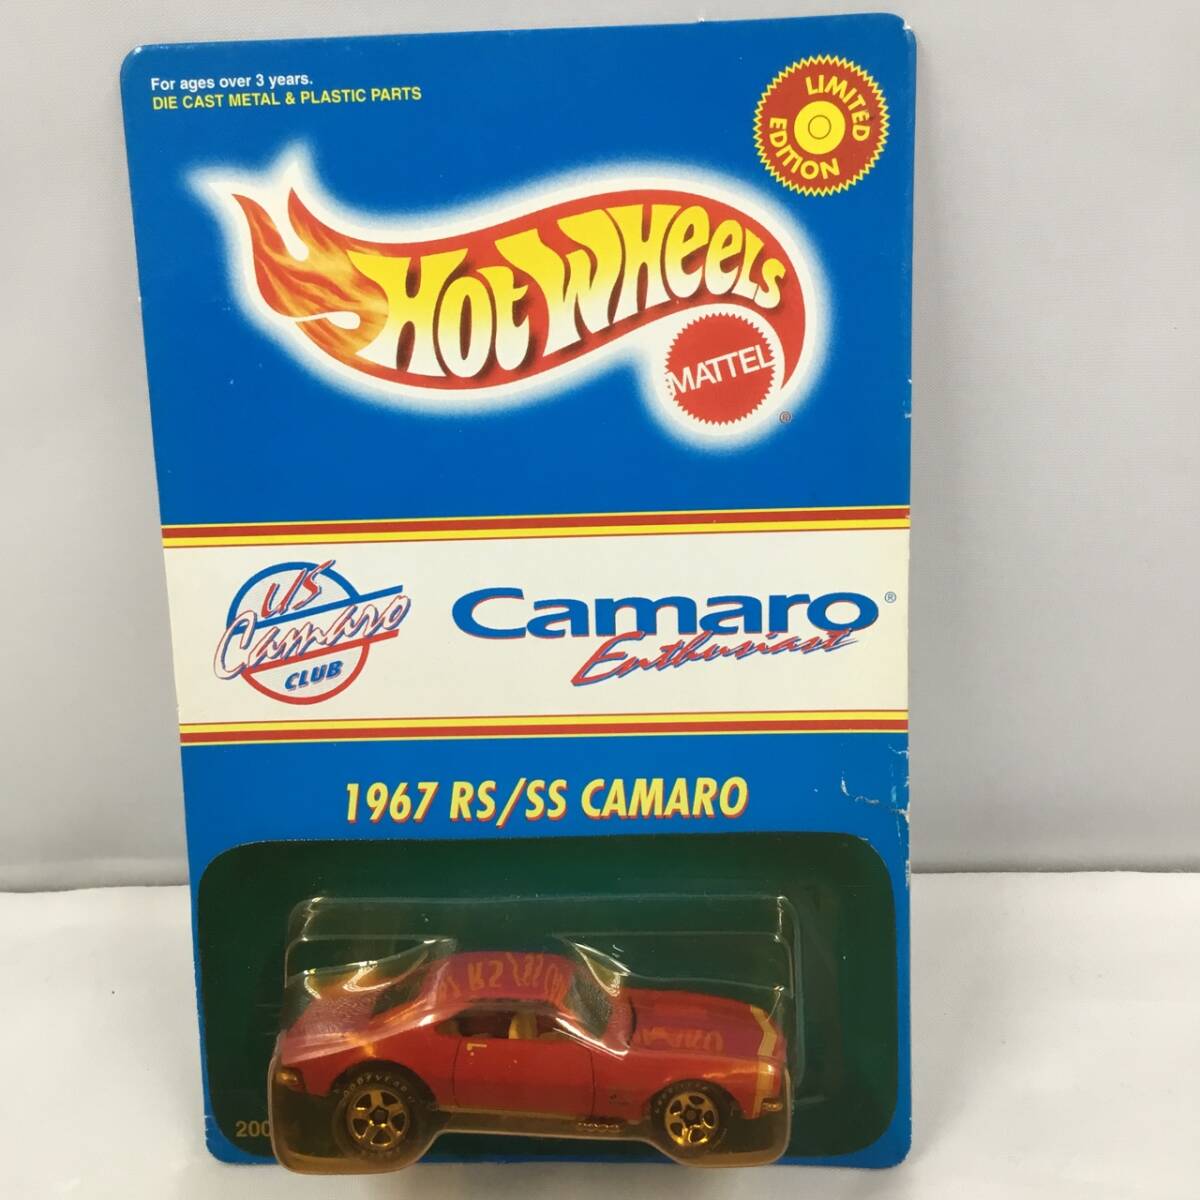 For ages over 3 years.
DIE CAST METAL & PLASTIC PARTS
LIMITED
EDITION
HOT WHEELS
MATTEL
®
US
Camaro
CLUB
Camaro®
Enthusiast
1967 RS/SS CAMARO